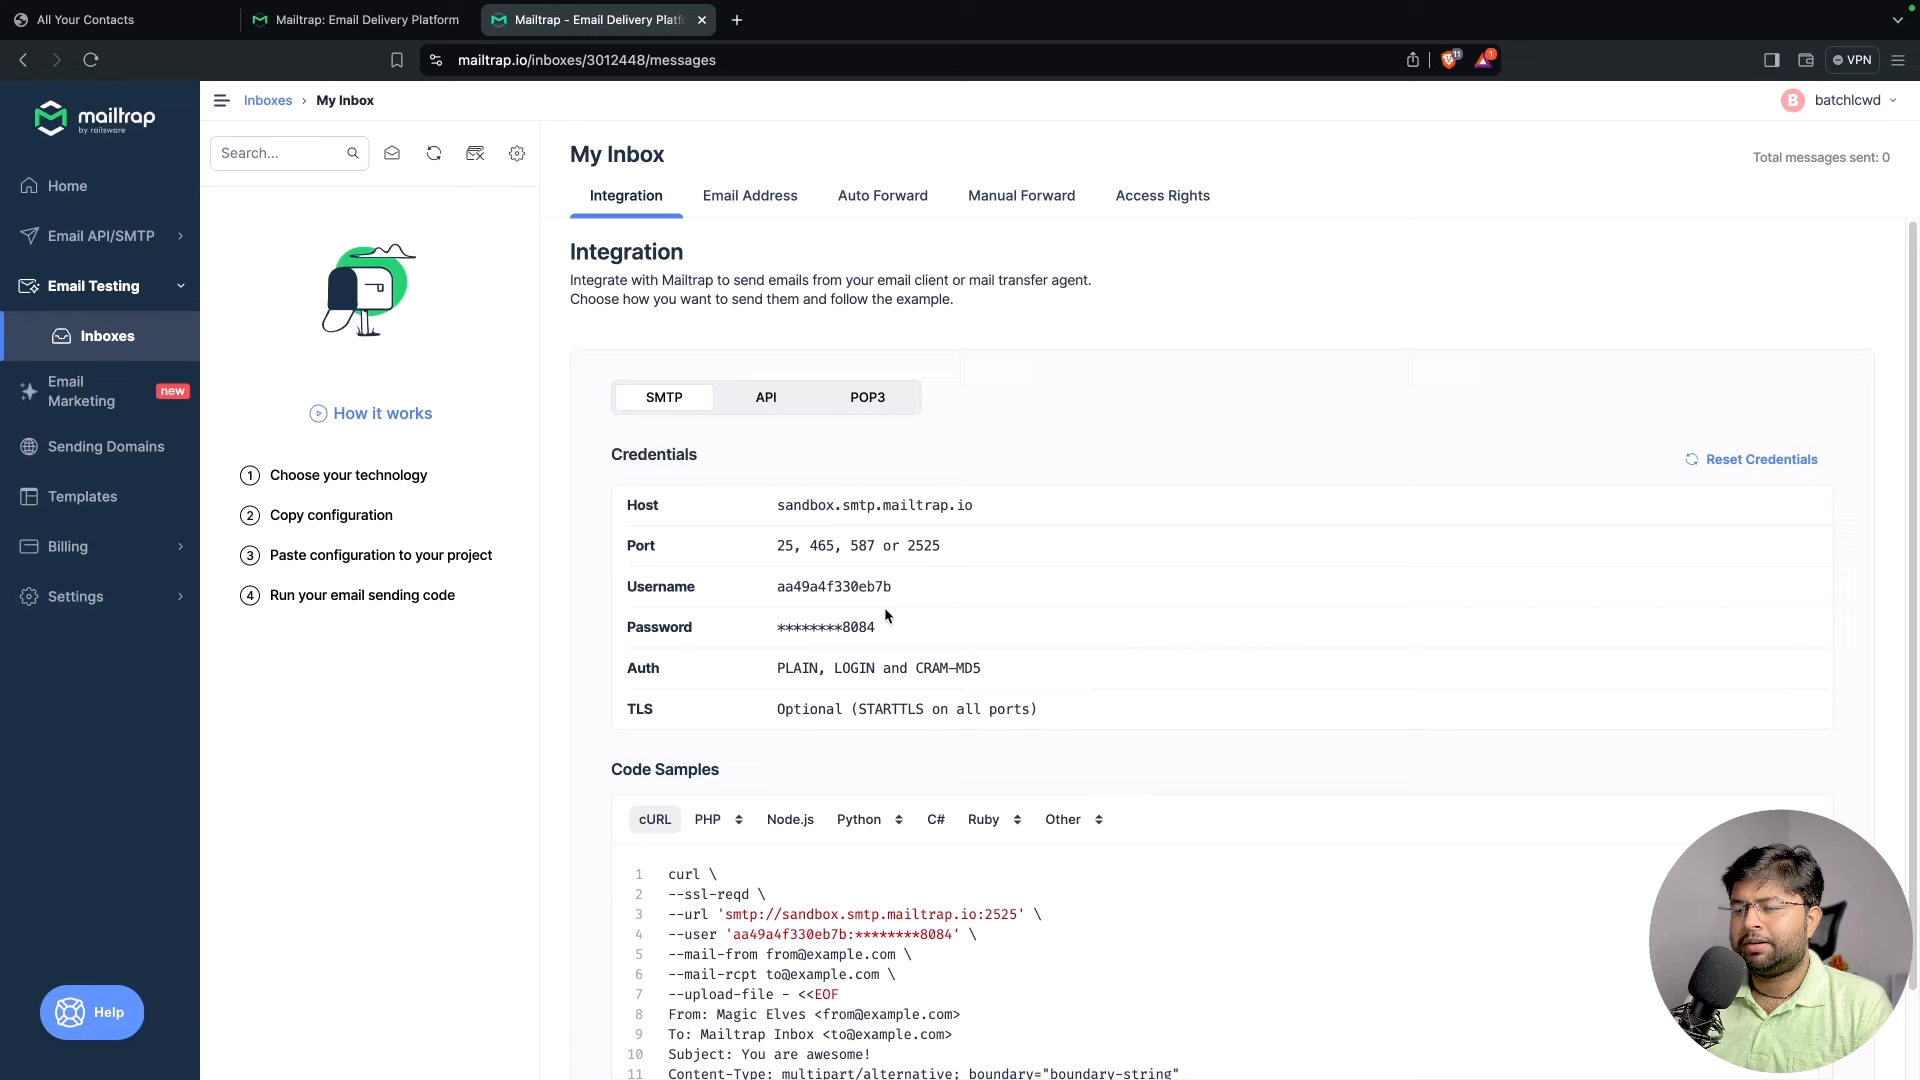 All Your Contacts
Mailtrap: Email Delivery Platform
Mailtrap - Email Delivery Platf
mailtrap.io/inboxes/3012448/messages
11
1
VPN
mailtrap
by railsware
Inboxes › My Inbox
B batchlcwd
Home
Email API/SMTP
Email Testing
Inboxes
Email
Marketing
new
Sending Domains
Templates
Billing
Settings
Help
Search...
How it works
1 Choose your technology
2 Copy configuration
3 Paste configuration to your project
4 Run your email sending code
My Inbox
Total messages sent: 0
Integration Email Address Auto Forward Manual Forward Access Rights
Integration
Integrate with Mailtrap to send emails from your email client or mail transfer agent.
Choose how you want to send them and follow the example.
SMTP API POP3
Credentials
Reset Credentials
Host sandbox.smtp.mailtrap.io
Port 25, 465, 587 or 2525
Username aa49a4f330eb7b
Password ********8084
Auth PLAIN, LOGIN and CRAM-MD5
TLS Optional (STARTTLS on all ports)
Code Samples
cURL PHP Node.js Python C# Ruby Other
1 curl \
2 --ssl-reqd \
3 --url 'smtp://sandbox.smtp.mailtrap.io:2525' \
4 --user 'aa49a4f330eb7b:********8084' \
5 --mail-from from@example.com \
6 --mail-rcpt to@example.com \
7 --upload-file - <<EOF
8 From: Magic Elves <from@example.com>
9 To: Mailtrap Inbox <to@example.com>
10 Subject: You are awesome!
11 Content-Type: multipart/alternative; boundary="boundary-string"